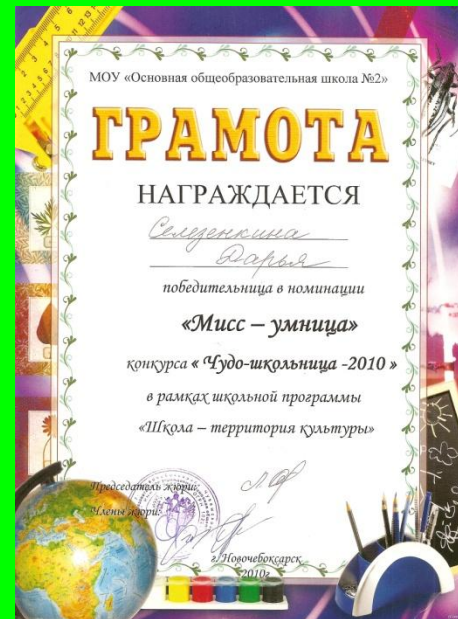 МОУ «Основная общеобразовательная школа №2»
ГРАМОТА
НАГРАЖДАЕТСЯ
Селезенкина
Дарья
победительница в номинации
«Мисс – умница»
конкурса « Чудо-школьница -2010 »
в рамках школьной программы
«Школа – территория культуры»
Председатель жюри:
Члены жюри:
г. Новочебоксарск
2010г